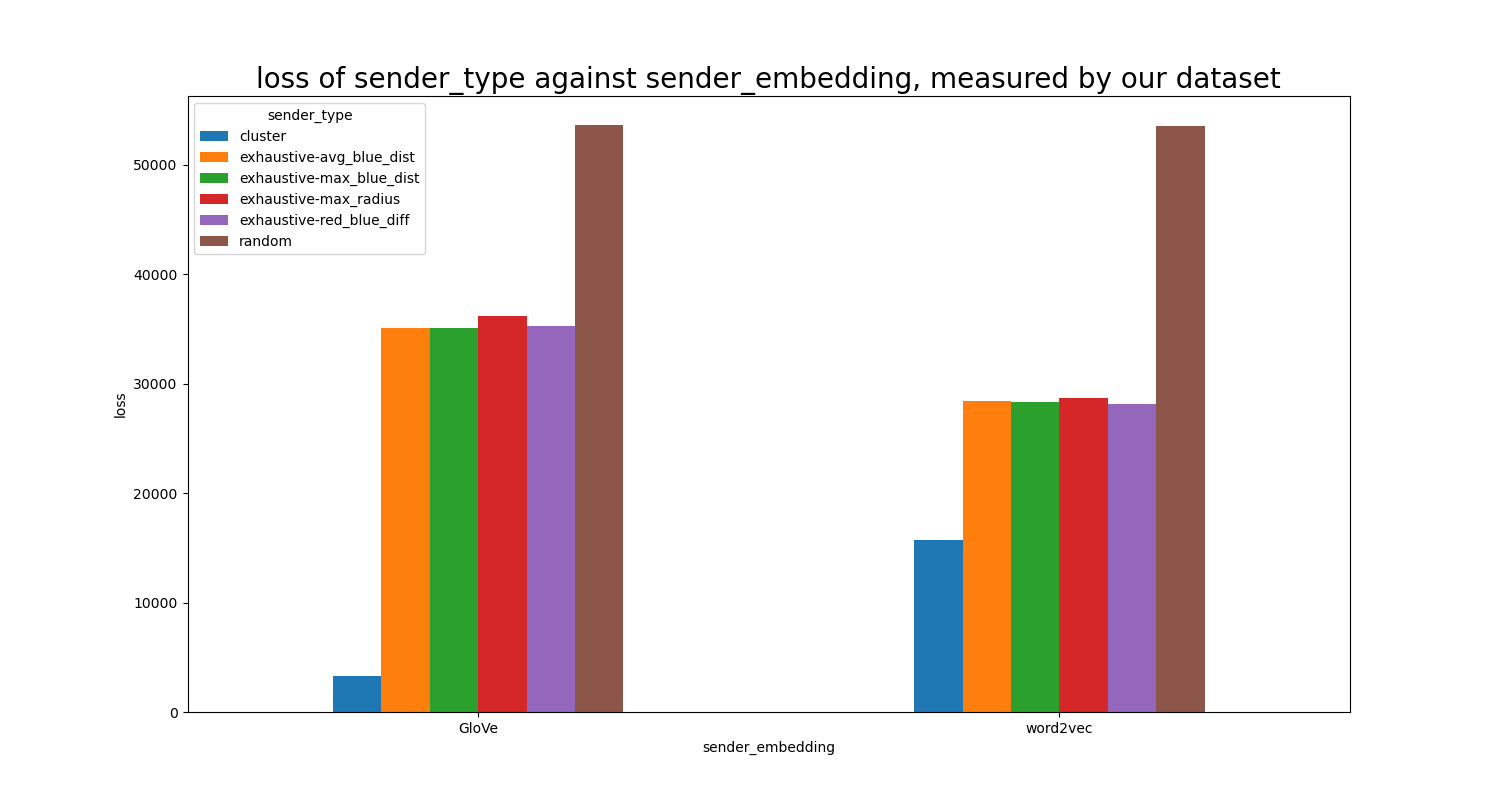 loss of sender_type against sender_embedding, measured by our dataset
sender_type
cluster
exhaustive-avg_blue_dist
exhaustive-max_blue_dist
exhaustive-max_radius
exhaustive-red_blue_diff
random
50000
40000
30000
20000
10000
0
loss
GloVe
word2vec
sender_embedding